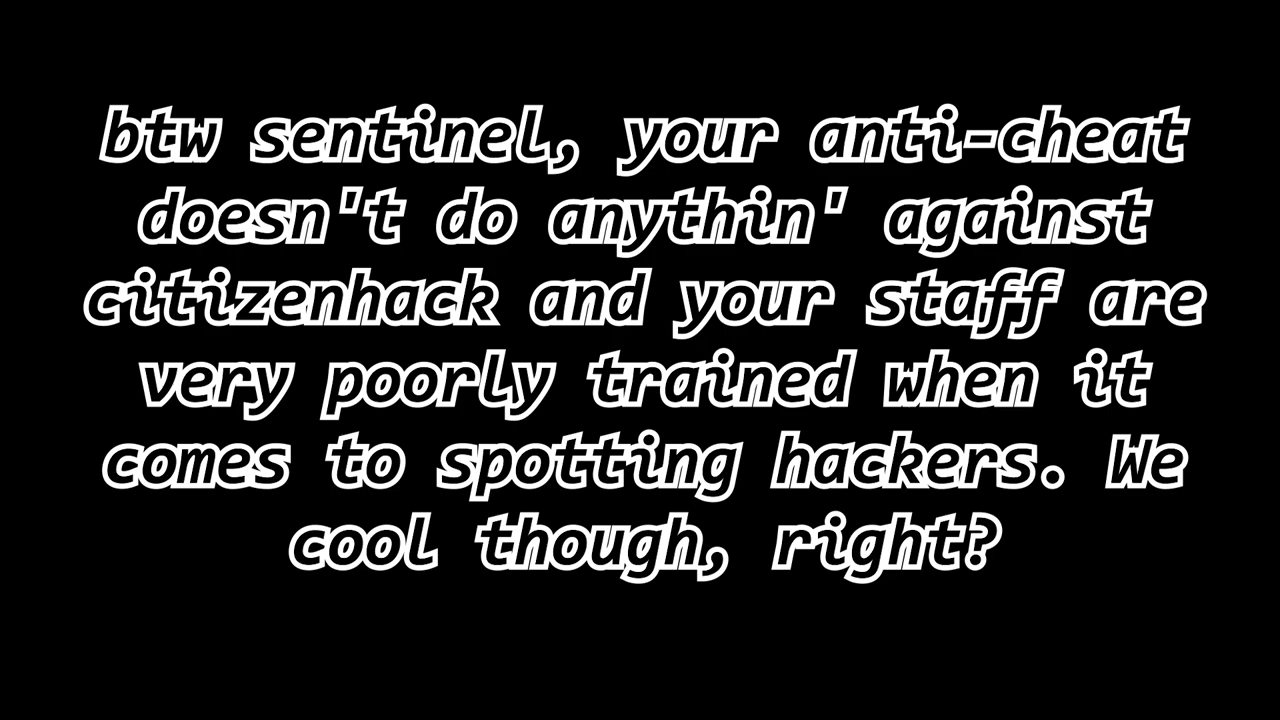 btw sentinel, your anti-cheat
doesn't do anythin' against
citizenhack and your staff are
very poorly trained when it
comes to spotting hackers. We
cool though, right?